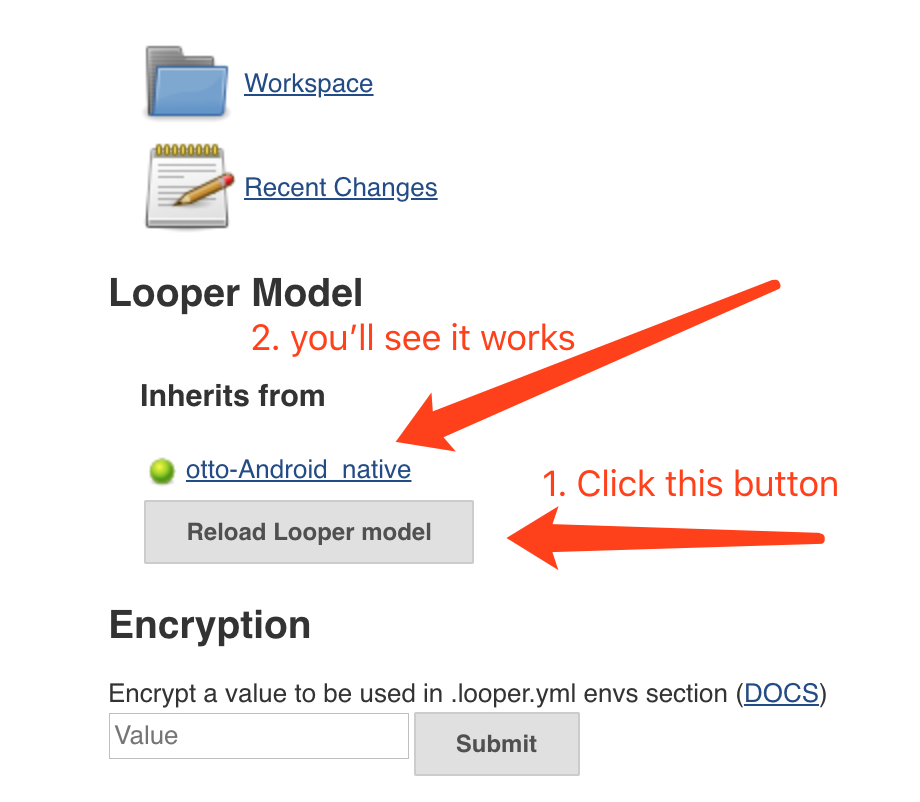 Workspace
Recent Changes
Looper Model
2. you'll see it works
Inherits from
otto-Android_native
1. Click this button
Reload Looper model
Encryption
Encrypt a value to be used in .looper.yml envs section (DOCS)
Value
Submit